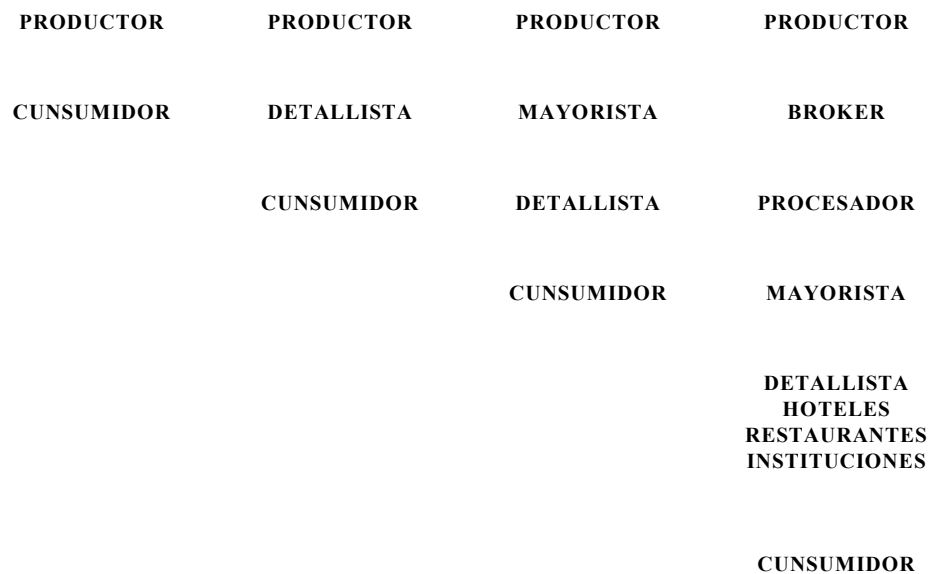 PRODUCTOR PRODUCTOR PRODUCTOR PRODUCTOR
CUNSUMIDOR DETALLISTA MAYORISTA BROKER
CUNSUMIDOR DETALLISTA PROCESADOR
CUNSUMIDOR MAYORISTA
DETALLISTA
HOTELES
RESTAURANTES
INSTITUCIONES
CUNSUMIDOR